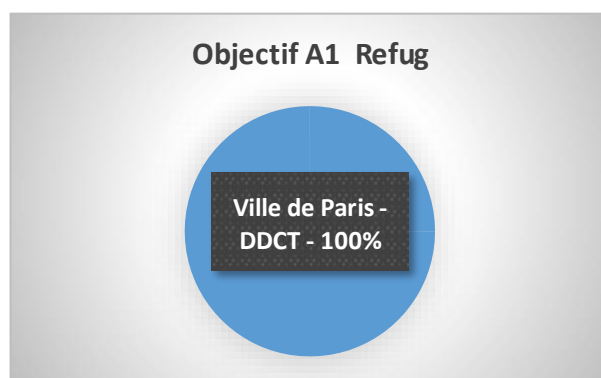 Objectif A1 Refug
Ville de Paris -
DDCT - 100%